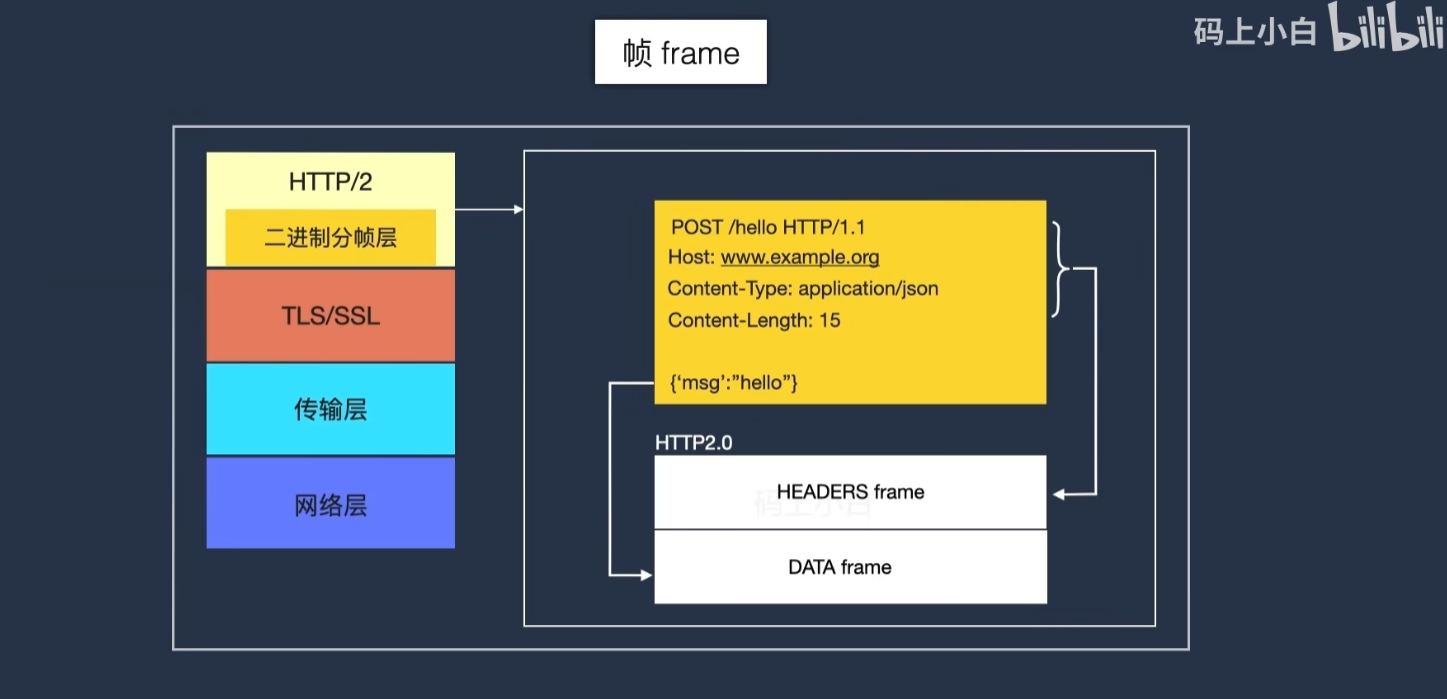 码上小白 bilibili
帧 frame
HTTP/2
二进制分帧层
TLS/SSL
传输层
网络层
POST /hello HTTP/1.1
Host: www.example.org
Content-Type: application/json
Content-Length: 15
{‘msg’:”hello”}
HTTP2.0
HEADERS frame
码上小白
DATA frame